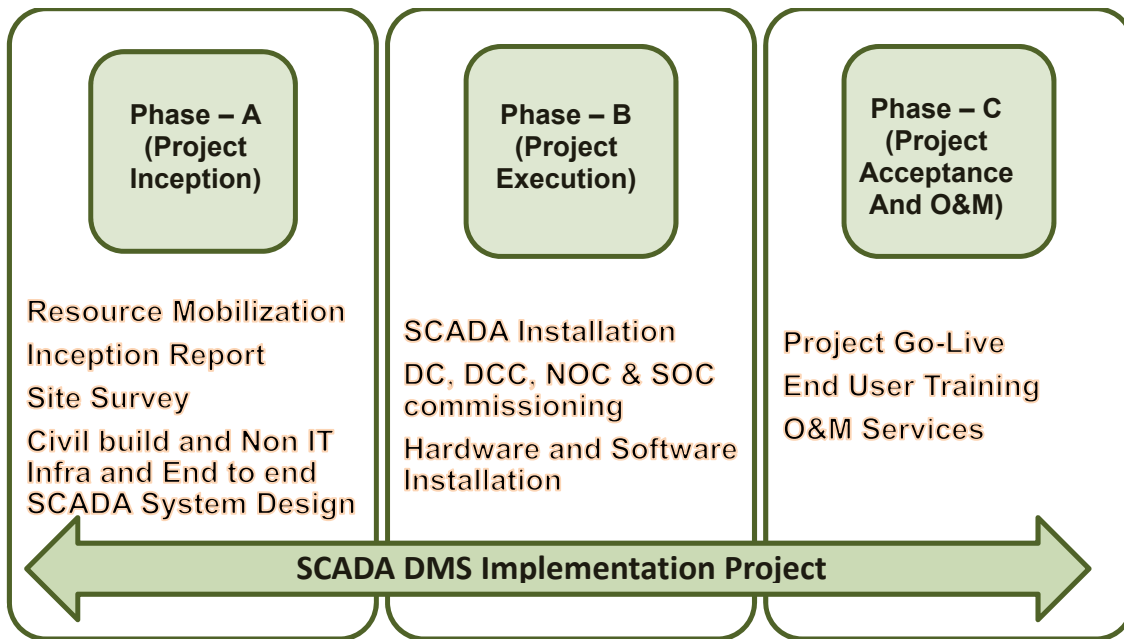 Phase – A
(Project
Inception)
Resource Mobilization
Inception Report
Site Survey
Civil build and Non IT
Infra and End to end
SCADA System Design
Phase – B
(Project
Execution)
SCADA Installation
DC, DCC, NOC & SOC
commissioning
Hardware and Software
Installation
Phase – C
(Project
Acceptance
And O&M)
Project Go-Live
End User Training
O&M Services
SCADA DMS Implementation Project